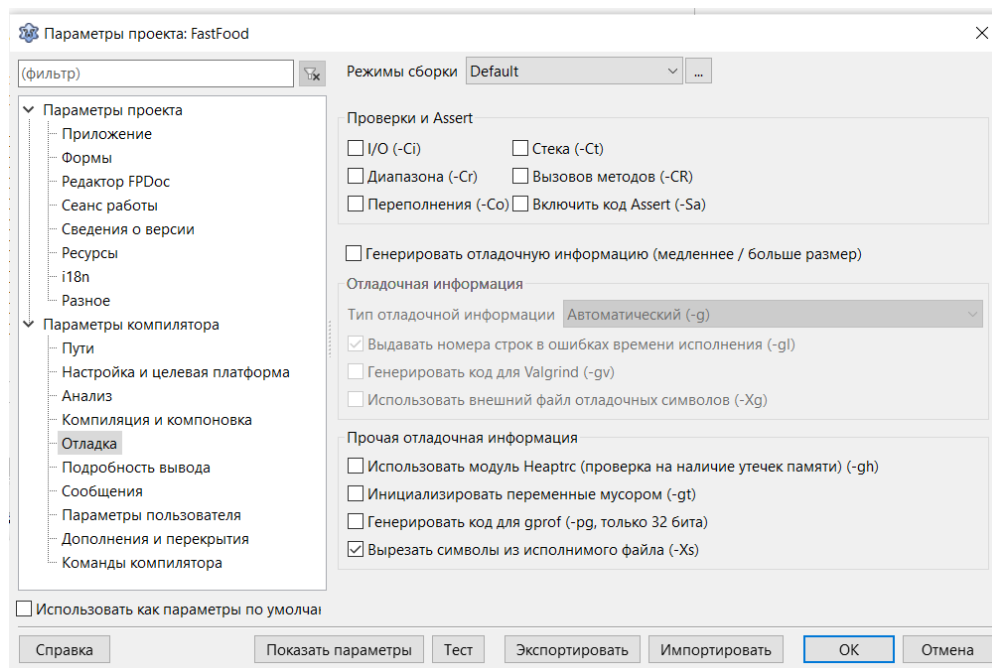 Параметры проекта: FastFood
(фильтр)
Режимы сборки Default ...
Параметры проекта
Приложение
Формы
Редактор FPDoc
Сеанс работы
Сведения о версии
Ресурсы
i18n
Разное
Параметры компилятора
Пути
Настройка и целевая платформа
Анализ
Компиляция и компоновка
Отладка
Подробность вывода
Сообщения
Параметры пользователя
Дополнения и перекрытия
Команды компилятора
Использовать как параметры по умолчан
Проверки и Assert
I/O (-Ci) Стека (-Ct)
Диапазона (-Cr) Вызовов методов (-CR)
Переполнения (-Co) Включить код Assert (-Sa)
Генерировать отладочную информацию (медленнее / больше размер)
Отладочная информация
Тип отладочной информации Автоматический (-g)
Выдавать номера строк в ошибках времени исполнения (-gl)
Генерировать код для Valgrind (-gv)
Использовать внешний файл отладочных символов (-Xg)
Прочая отладочная информация
Использовать модуль Heaptrc (проверка на наличие утечек памяти) (-gh)
Инициализировать переменные мусором (-gt)
Генерировать код для gprof (-pg, только 32 бита)
Вырезать символы из исполнимого файла (-Xs)
Справка Показать параметры Тест Экспортировать Импортировать OK Отмена